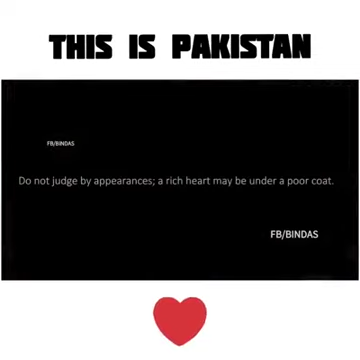 THIS IS PAKISTAN
FB/BINDAS
Do not judge by appearances; a rich heart may be under a poor coat.
FB/BINDAS